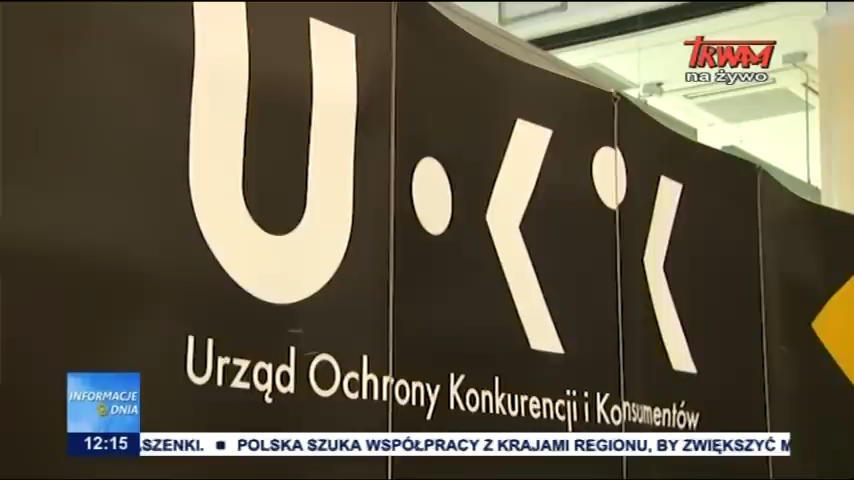 TRWAM
na żywo
U·K·K
Urząd Ochrony Konkurencji i Konsumentów
INFORMACJE
DNIA
12:15
SZENKI. ■ POLSKA SZUKA WSPÓŁPRACY Z KRAJAMI REGIONU, BY ZWIĘKSZYĆ